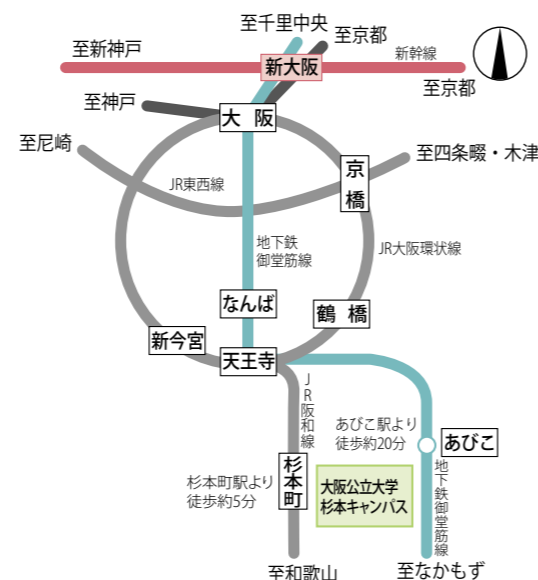 至千里中央
至京都
至新神戸
新幹線
新大阪
至京都
至神戸
大 阪
至尼崎
至四条畷・木津
京橋
JR東西線
地下鉄
御堂筋線
JR大阪環状線
なんば
鶴 橋
新今宮
天王寺
JR阪和線
あびこ駅より
徒歩約20分
あびこ
杉本町駅より
徒歩約5分
杉本町
大阪公立大学
杉本キャンパス
地下鉄御堂筋線
至和歌山
至なかもず